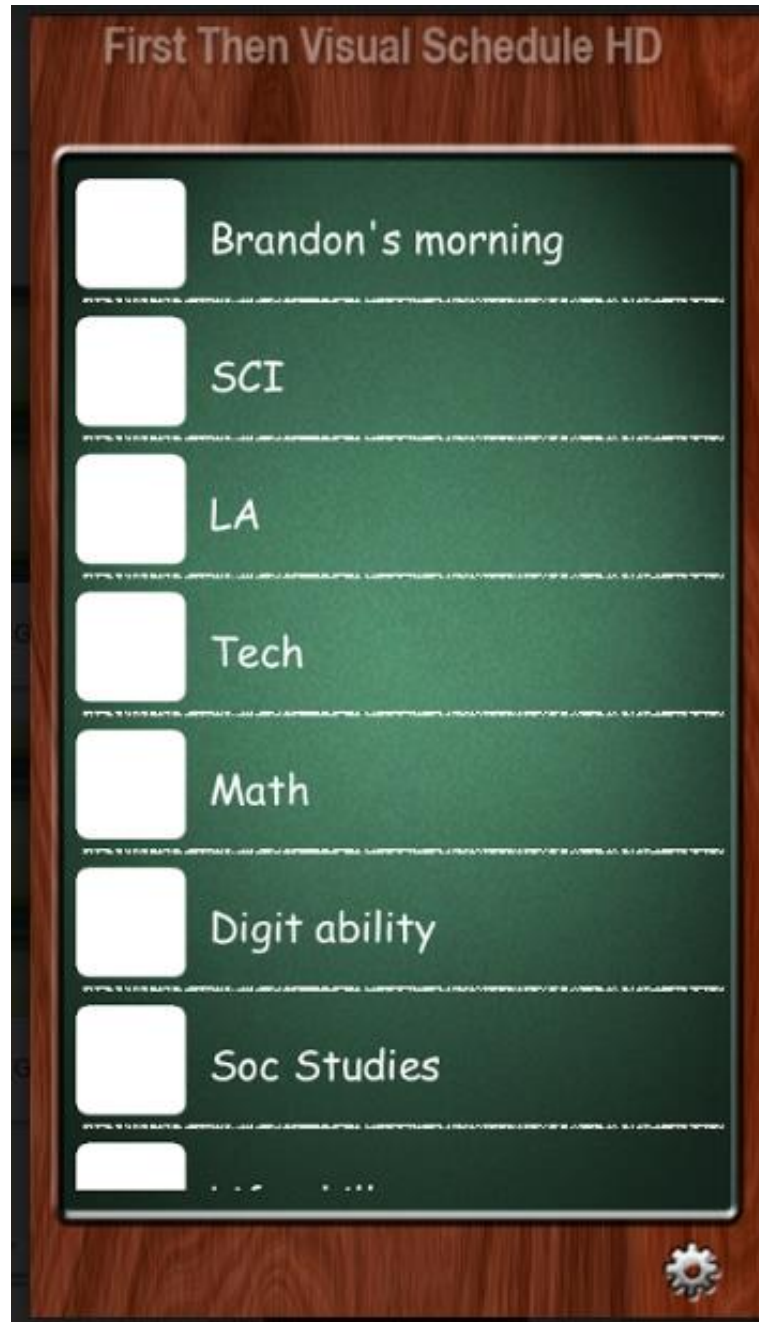 First Then Visual Schedule HD
Brandon's morning
SCI
LA
Tech
Math
Digit ability
Soc Studies